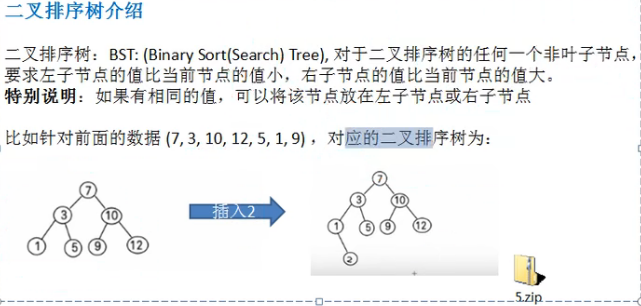 二叉排序树介绍
二叉排序树：BST: (Binary Sort(Search) Tree), 对于二叉排序树的任何一个非叶子节点，
要求左子节点的值比当前节点的值小，右子节点的值比当前节点的值大。
特别说明：如果有相同的值，可以将该节点放在左子节点或右子节点
比如针对前面的数据 (7, 3, 10, 12, 5, 1, 9) ，对应的二叉排序树为：
7
3 10
1 5 9 12
插入2
7
3 10
1 5 9 12
2
5.zip